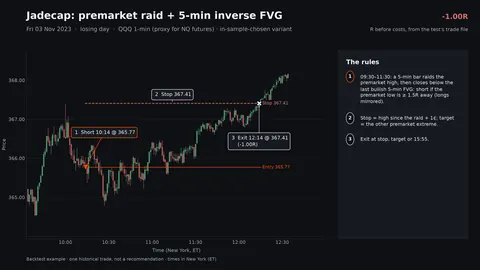 Jadecap: premarket raid + 5-min inverse FVG
-1.00R
Fri 03 Nov 2023 · losing day · QQQ 1-min (proxy for NQ futures) · in-sample-chosen variant
R before costs, from the test's trade file
368.00
367.00
366.00
365.00
Price
2 Stop 367.41
Stop 367.41
1 Short 10:14 @ 365.77
3 Exit 12:14 @ 367.41
(-1.00R)
Entry 365.77
10:00
10:30
11:00
11:30
12:00
12:30
Time (New York, ET)
The rules
1 09:30–11:30: a 5-min bar raids the
premarket high, then closes below the
last bullish 5-min FVG: short if the
premarket low is ≥ 1.5R away (longs
mirrored).
2 Stop = high since the raid + 1¢; target
= the other premarket extreme.
3 Exit at stop, target or 15:55.
Backtested example · one historical trade, not a recommendation · times in New York (ET)